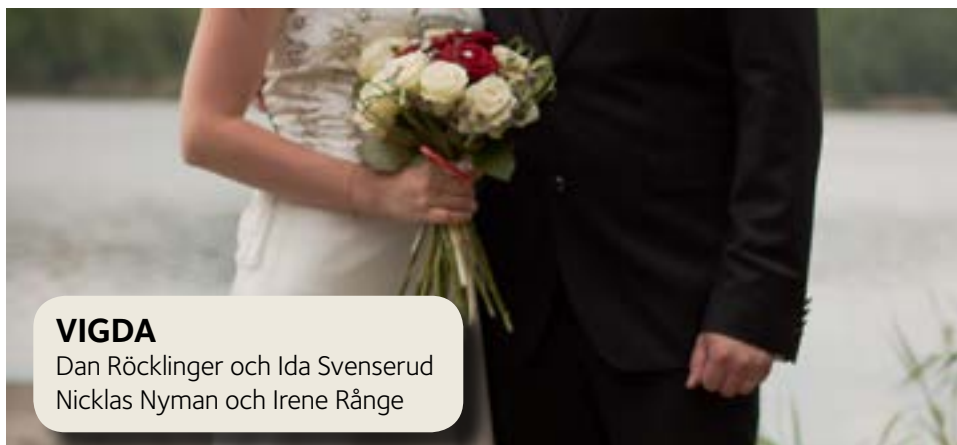 VIGDA
Dan Röcklinger och Ida Svenserud
Nicklas Nyman och Irene Rånge